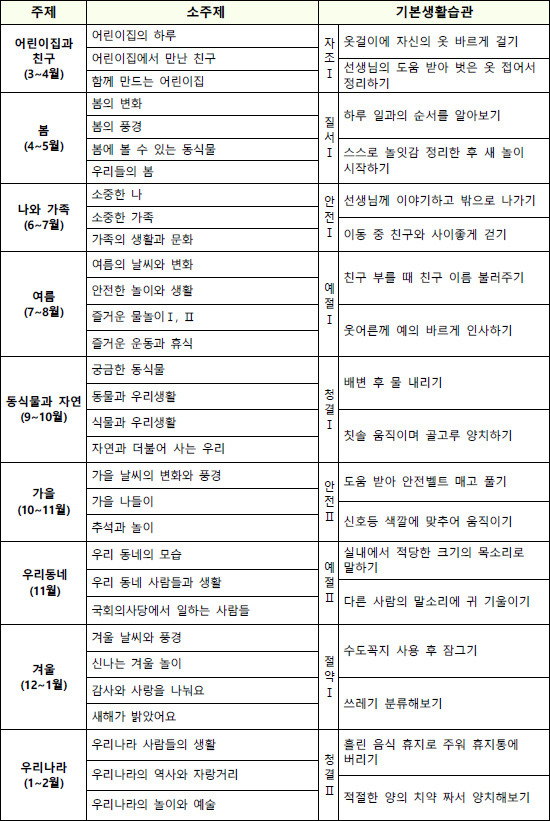 주제 소주제 기본생활습관
어린이집과
친구
(3~4월)
어린이집의 하루
어린이집에서 만난 친구
함께 만드는 어린이집
자조 Ⅰ
옷걸이에 자신의 옷 바르게 걸기
선생님의 도움 받아 벗은 옷 접어서
정리하기
봄
(4~5월)
봄의 변화
봄의 풍경
봄에 볼 수 있는 동식물
우리들의 봄
질서 Ⅰ
하루 일과의 순서를 알아보기
스스로 놀잇감 정리한 후 새 놀이
시작하기
나와 가족
(6~7월)
소중한 나
소중한 가족
가족의 생활과 문화
안전 Ⅰ
선생님께 이야기하고 밖으로 나가기
이동 중 친구와 사이좋게 걷기
여름
(7~8월)
여름의 날씨와 변화
안전한 놀이와 생활
즐거운 물놀이Ⅰ, Ⅱ
즐거운 운동과 휴식
예절 Ⅰ
친구 부를 때 친구 이름 불러주기
웃어른께 예의 바르게 인사하기
동식물과 자연
(9~10월)
궁금한 동식물
동물과 우리생활
식물과 우리생활
자연과 더불어 사는 우리
청결 Ⅰ
배변 후 물 내리기
칫솔 움직이며 골고루 양치하기
가을
(10~11월)
가을 날씨의 변화와 풍경
가을 나들이
추석과 놀이
안전 Ⅱ
도움 받아 안전벨트 매고 풀기
신호등 색깔에 맞추어 움직이기
우리동네
(11월)
우리 동네의 모습
우리 동네 사람들과 생활
국회의사당에서 일하는 사람들
예절 Ⅱ
실내에서 적당한 크기의 목소리로
말하기
다른 사람의 말소리에 귀 기울이기
겨울
(12~1월)
겨울 날씨와 풍경
신나는 겨울 놀이
감사와 사랑을 나눠요
새해가 밝았어요
절약 Ⅰ
수도꼭지 사용 후 잠그기
쓰레기 분류해보기
우리나라
(1~2월)
우리나라 사람들의 생활
우리나라의 역사와 자랑거리
우리나라의 놀이와 예술
청결 Ⅱ
흘린 음식 휴지로 주워 휴지통에
버리기
적절한 양의 치약 짜서 양치해보기